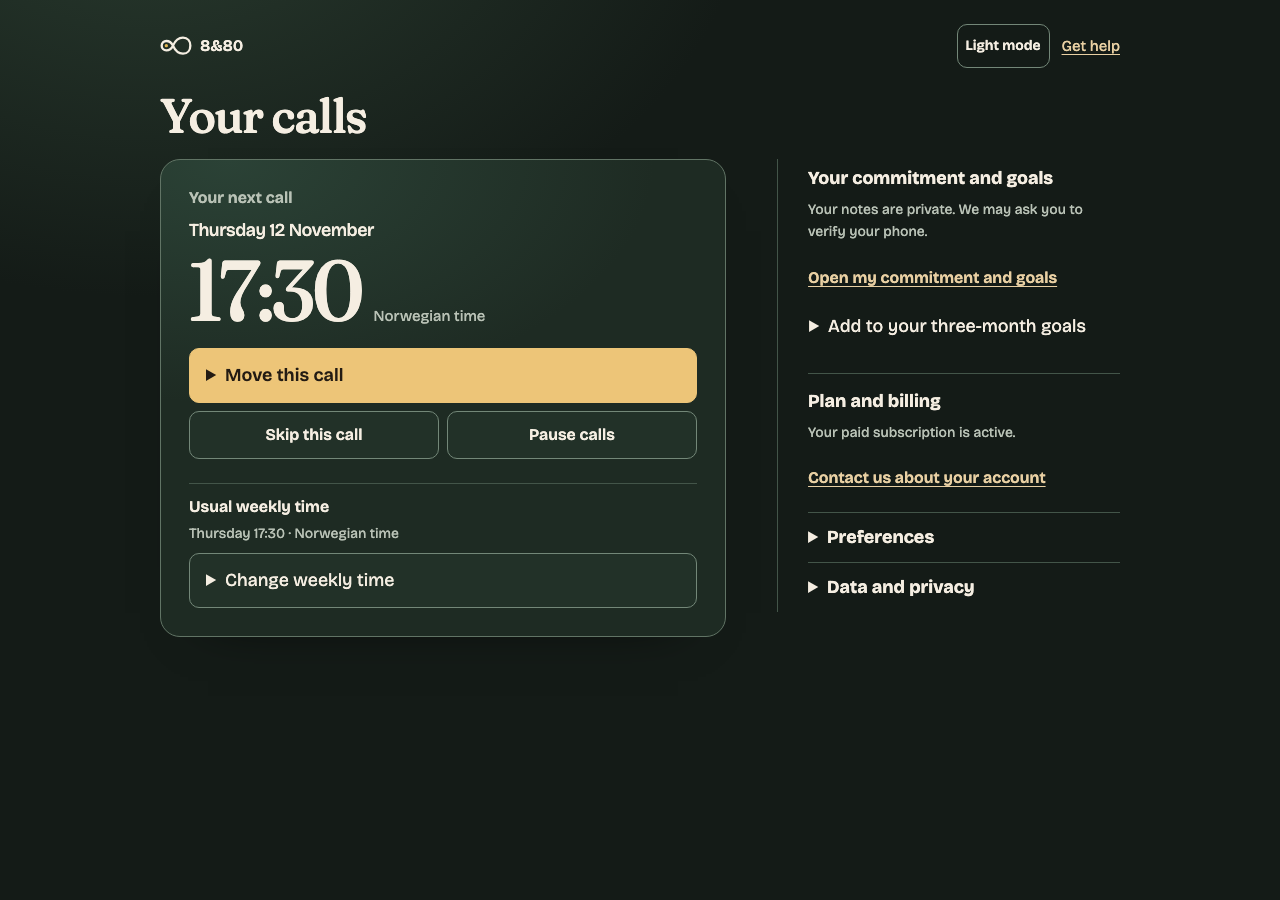 8&80
Light mode
Get help
Your calls
Your next call
Thursday 12 November
17:30
Norwegian time
Move this call
Skip this call
Pause calls
Usual weekly time
Thursday 17:30 · Norwegian time
Change weekly time
Your commitment and goals
Your notes are private. We may ask you to
verify your phone.
Open my commitment and goals
Add to your three-month goals
Plan and billing
Your paid subscription is active.
Contact us about your account
Preferences
Data and privacy